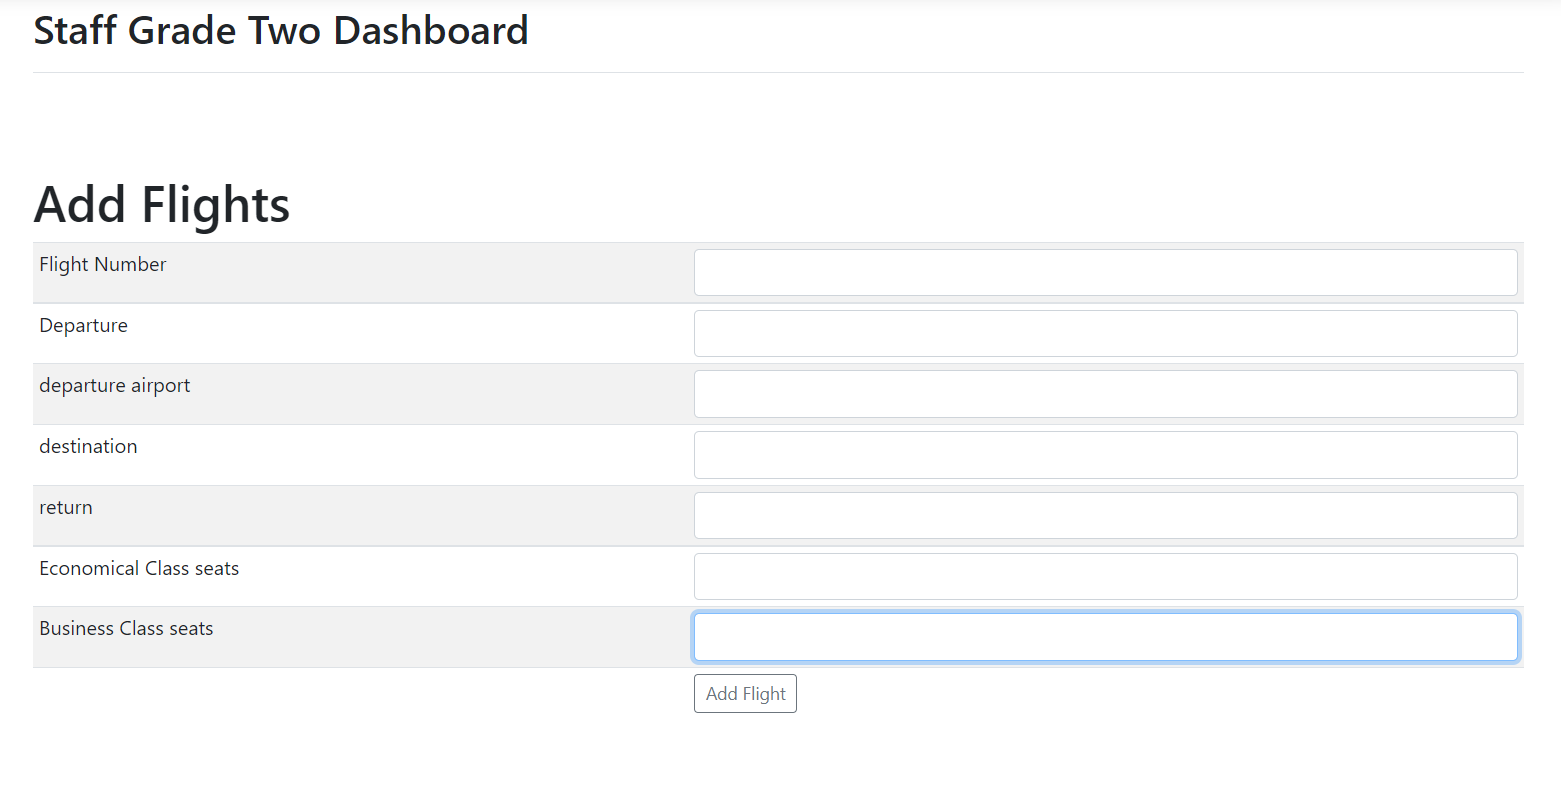 Staff Grade Two Dashboard
Add Flights
Flight Number
Departure
departure airport
destination
return
Economical Class seats
Business Class seats
Add Flight